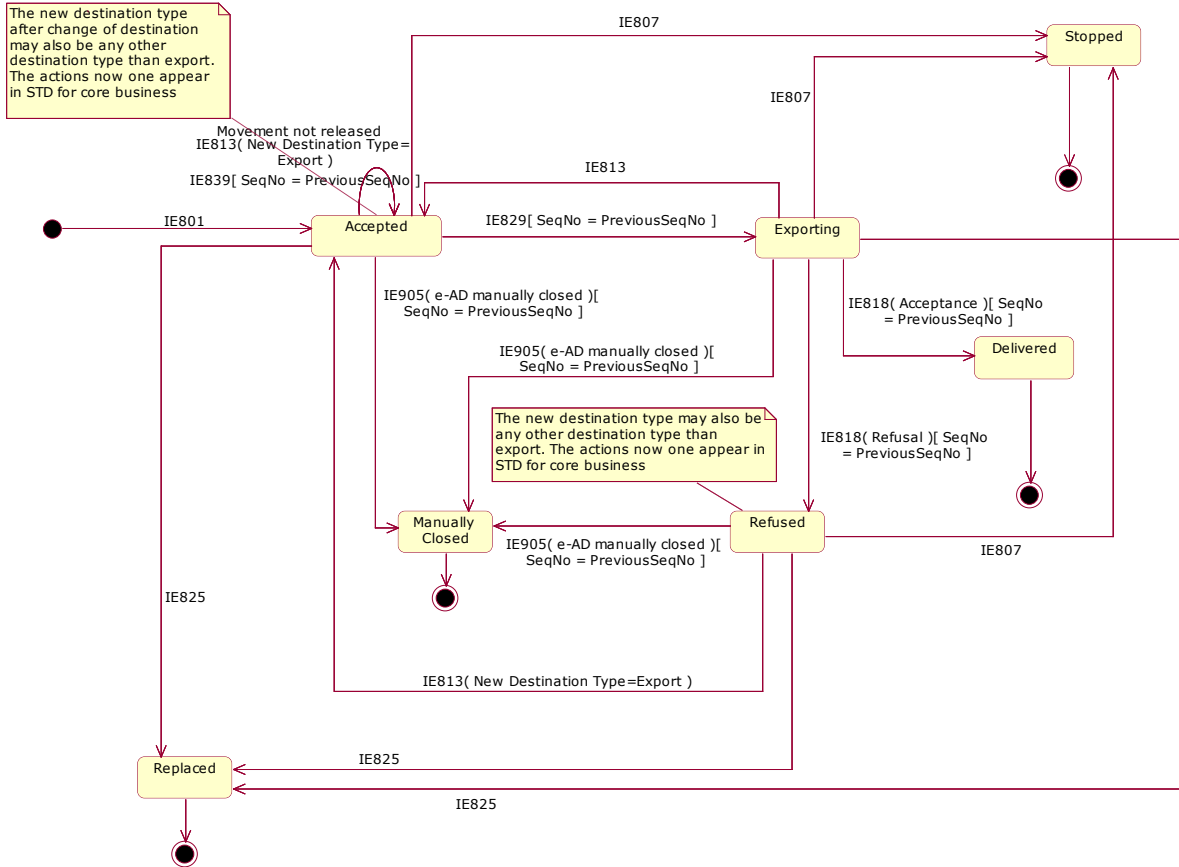 The new destination type
after change of destination
may also be any other
destination type than export.
The actions now one appear
in STD for core business
IE807
Stopped
IE807
Movement not released
IE813( New Destination Type=
Export )
IE839[ SeqNo = PreviousSeqNo ]
IE813
IE801
Accepted
IE829[ SeqNo = PreviousSeqNo ]
Exporting
IE905( e-AD manually closed )[
SeqNo = PreviousSeqNo ]
IE818( Acceptance )[ SeqNo
= PreviousSeqNo ]
IE905( e-AD manually closed )[
SeqNo = PreviousSeqNo ]
Delivered
The new destination type may also be
any other destination type than
export. The actions now one appear in
STD for core business
IE818( Refusal )[ SeqNo
= PreviousSeqNo ]
Manually
Closed
Refused
IE905( e-AD manually closed )[
SeqNo = PreviousSeqNo ]
IE807
IE825
IE813( New Destination Type=Export )
IE825
Replaced
IE825